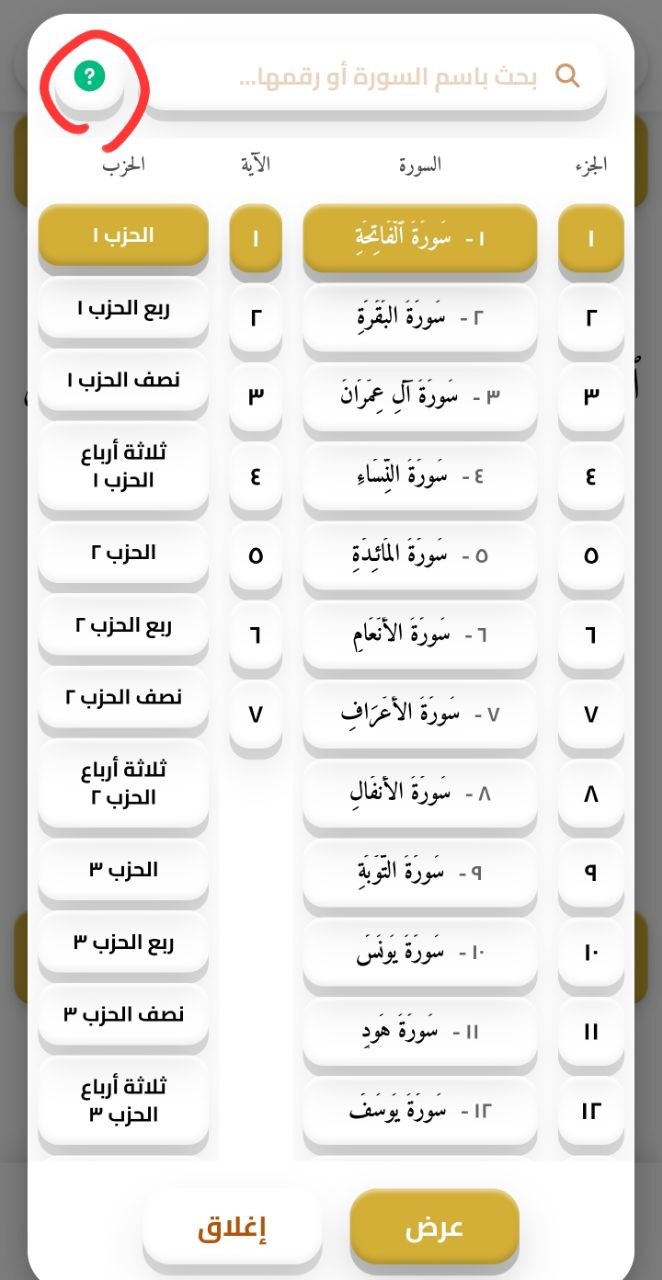 بحث باسم السورة أو رقمها...
?
الجزء
السورة
الآية
الحزب
١
١ - سُورَةُ ٱلْفَاتِحَةِ
١
الحزب ١
٢
٢ - سُورَةُ البَقَرَةِ
٢
ربع الحزب ١
٣
٣ - سُورَةُ آلِ عِمۡرَانَ
٣
نصف الحزب ١
٤
٤ - سُورَةُ النِّسَاءِ
٤
ثلاثة أرباع
الحزب ١
٥
٥ - سُورَةُ المَائـِدَةِ
٥
الحزب ٢
٦
٦ - سُورَةُ الأَنۡعَامِ
٦
ربع الحزب ٢
٧
٧ - سُورَةُ الأَعۡرَافِ
٧
نصف الحزب ٢
٨
٨ - سُورَةُ الأَنفَالِ
ثلاثة أرباع
الحزب ٢
٩
٩ - سُورَةُ التَّوۡبَةِ
الحزب ٣
١٠
١٠ - سُورَةُ يُونُسَ
ربع الحزب ٣
١١
١١ - سُورَةُ هُودٍ
نصف الحزب ٣
١٢
١٢ - سُورَةُ يُوسُفَ
ثلاثة أرباع
الحزب ٣
عرض
إغلاق